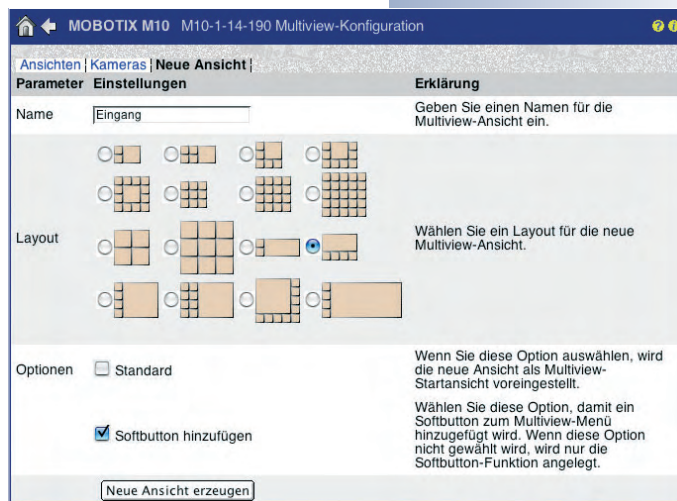 MOBOTIX M10 M10-1-14-190 Multiview-Konfiguration
Ansichten | Kameras | Neue Ansicht |
Parameter Einstellungen Erklärung
Name Eingang Geben Sie einen Namen für die
Multiview-Ansicht ein.
Layout Wählen Sie ein Layout für die neue
Multiview-Ansicht.
Optionen Standard Wenn Sie diese Option auswählen, wird
die neue Ansicht als Multiview-
Startansicht voreingestellt.
Softbutton hinzufügen Wählen Sie diese Option, damit ein
Softbutton zum Multiview-Menü
hinzugefügt wird. Wenn diese Option
nicht gewählt wird, wird nur die
Softbutton-Funktion angelegt.
Neue Ansicht erzeugen